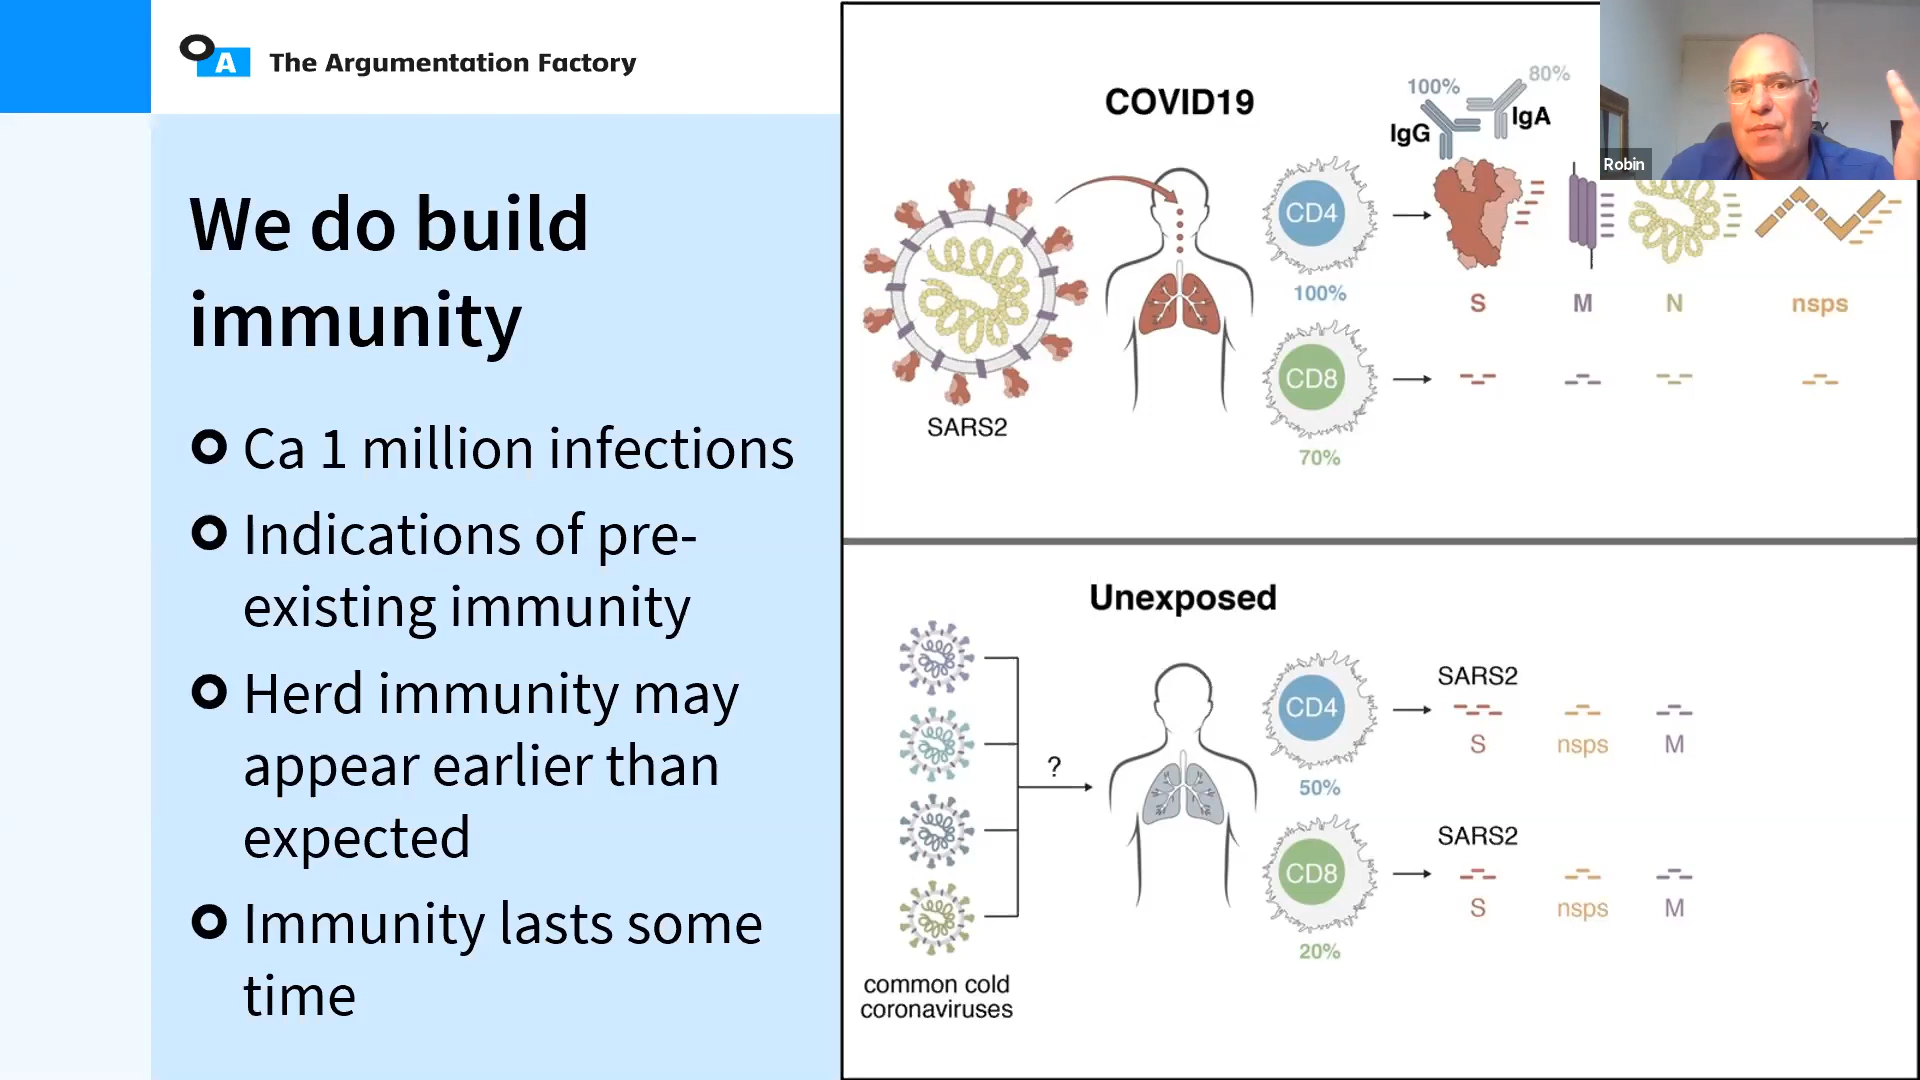 A The Argumentation Factory
We do build
immunity
Ca 1 million infections
Indications of pre-
existing immunity
Herd immunity may
appear earlier than
expected
Immunity lasts some
time
COVID19
100%
80%
IgG
IgA
Robin
SARS2
CD4
100%
S M N nsps
CD8
70%
Unexposed
?
common cold
coronaviruses
CD4
50%
SARS2
S nsps M
CD8
20%
SARS2
S nsps M